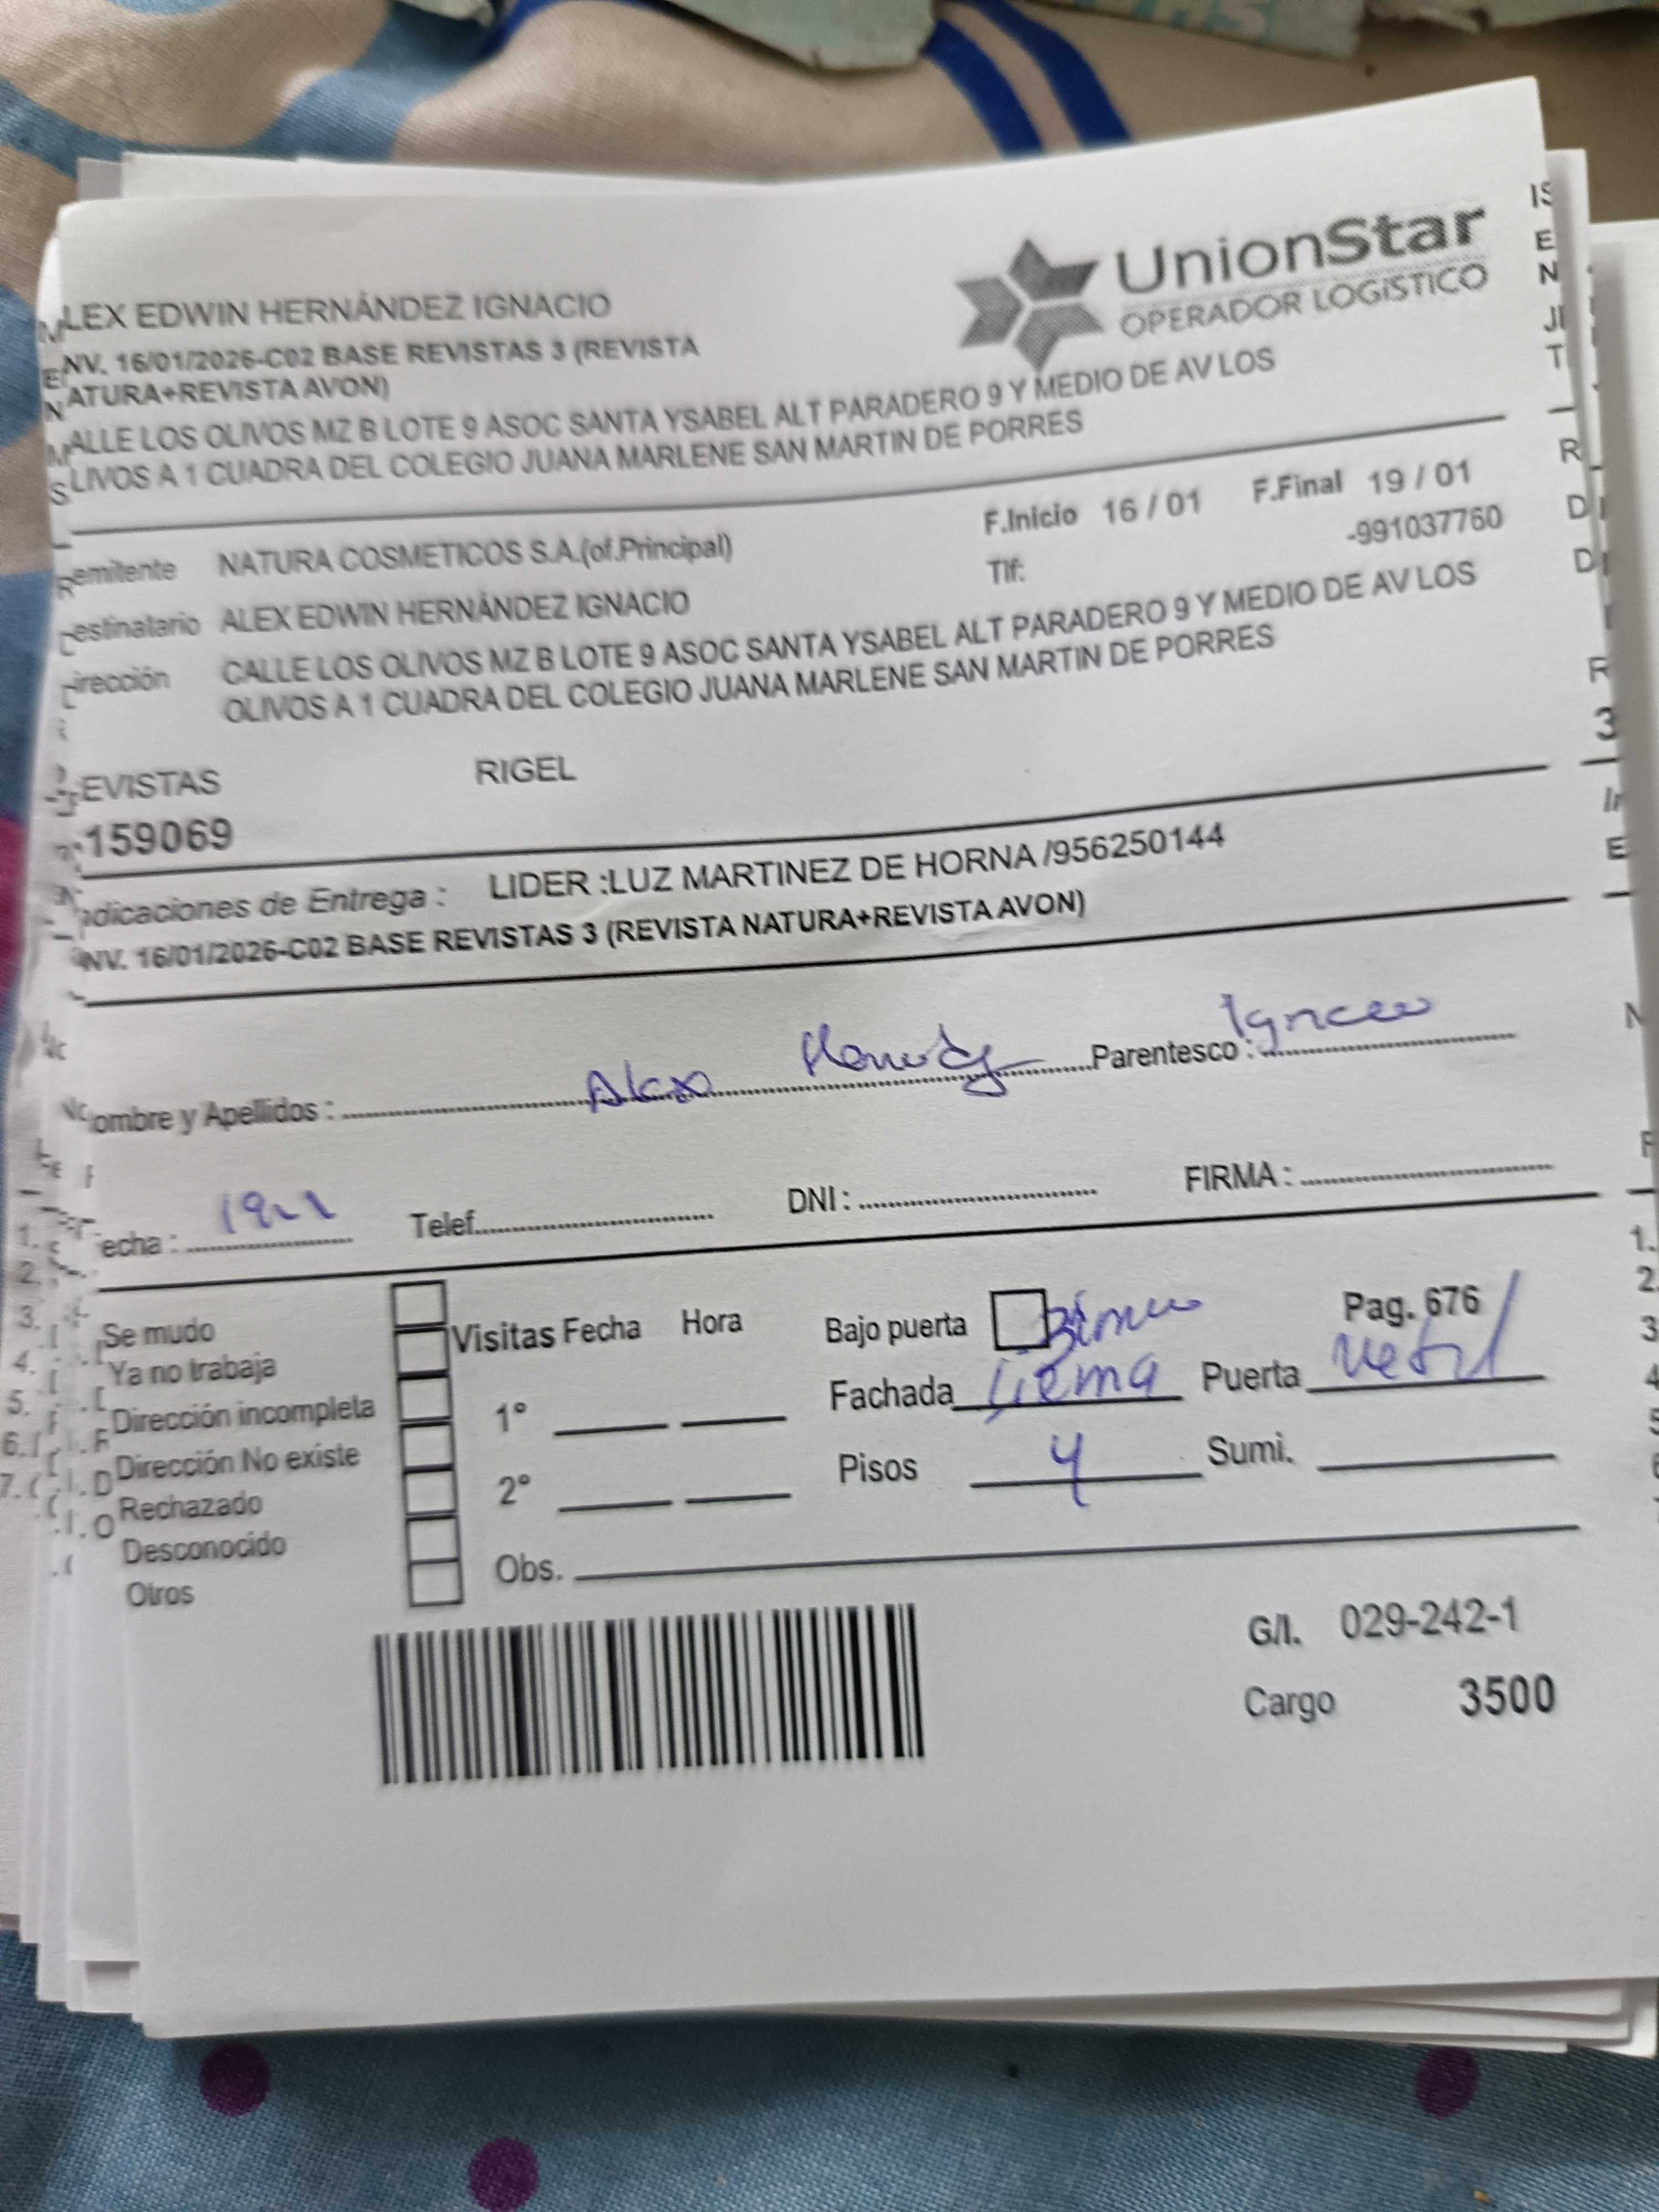 UnionStar
OPERADOR LOGÍSTICO
LEX EDWIN HERNÁNDEZ IGNACIO
NV. 16/01/2026-C02 BASE REVISTAS 3 (REVISTA
ATURA+REVISTA AVON)
ALLE LOS OLIVOS MZ B LOTE 9 ASOC SANTA YSABEL ALT PARADERO 9 Y MEDIO DE AV LOS
LIVOS A 1 CUADRA DEL COLEGIO JUANA MARLENE SAN MARTIN DE PORRES
emitente NATURA COSMETICOS S.A.(of.Principal) F.Inicio 16 / 01 F.Final 19 / 01
estinatario ALEX EDWIN HERNÁNDEZ IGNACIO Tlf: -991037760
irección CALLE LOS OLIVOS MZ B LOTE 9 ASOC SANTA YSABEL ALT PARADERO 9 Y MEDIO DE AV LOS
OLIVOS A 1 CUADRA DEL COLEGIO JUANA MARLENE SAN MARTIN DE PORRES
EVISTAS RIGEL
159069
ndicaciones de Entrega : LIDER :LUZ MARTINEZ DE HORNA /956250144
NV. 16/01/2026-C02 BASE REVISTAS 3 (REVISTA NATURA+REVISTA AVON)
ombre y Apellidos : Alex Parentesco :
echa : Telef. DNI : FIRMA :
Se mudo Visitas Fecha Hora Bajo puerta Pag. 676
Ya no trabaja Fachada Puerta
Dirección incompleta 1°
Dirección No existe Pisos 4 Sumi.
Rechazado 2°
Desconocido
Otros Obs.
G/I. 029-242-1
Cargo 3500